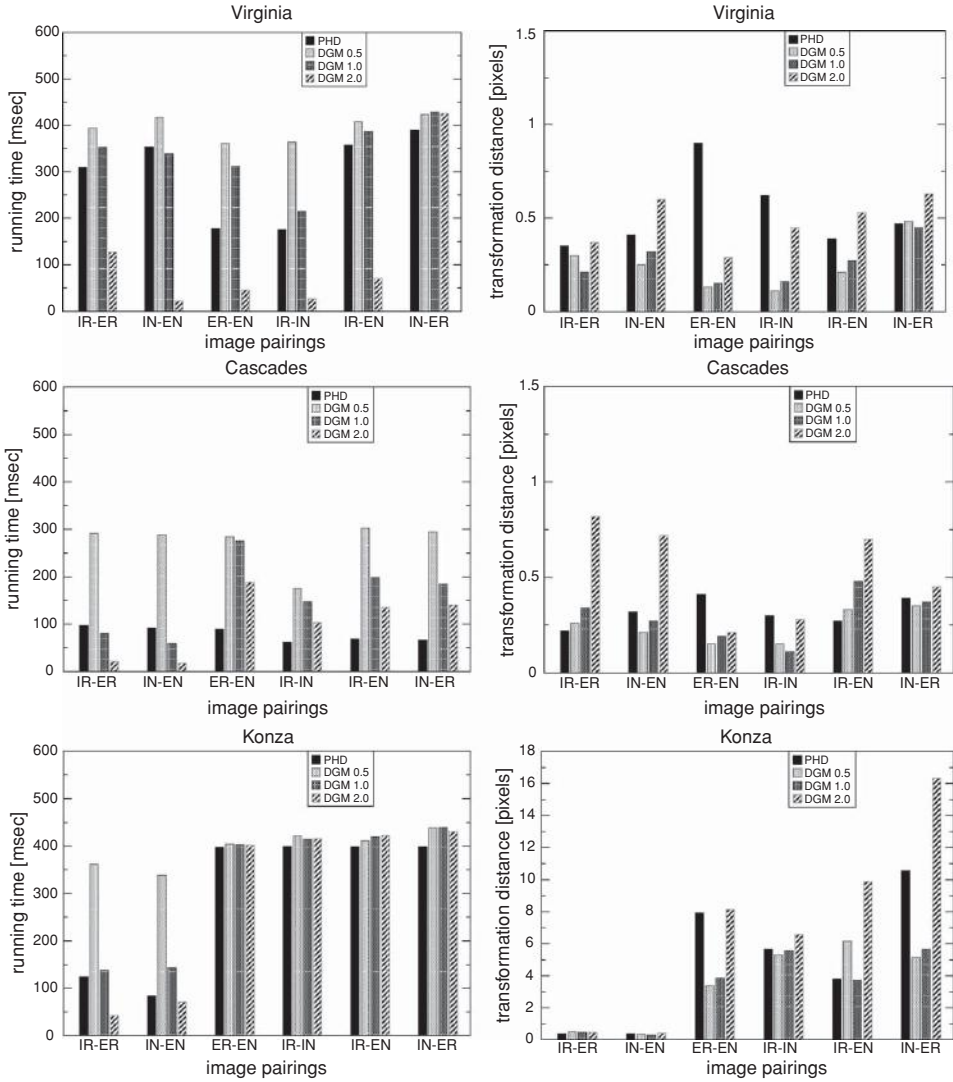 Virginia
running time [msec]
600
500
400
300
200
100
0
PHD
DGM 0.5
DGM 1.0
DGM 2.0
IR-ER IN-EN ER-EN IR-IN IR-EN IN-ER
image pairings
Virginia
transformation distance [pixels]
1.5
1
0.5
0
PHD
DGM 0.5
DGM 1.0
DGM 2.0
IR-ER IN-EN ER-EN IR-IN IR-EN IN-ER
image pairings
Cascades
running time [msec]
600
500
400
300
200
100
0
PHD
DGM 0.5
DGM 1.0
DGM 2.0
IR-ER IN-EN ER-EN IR-IN IR-EN IN-ER
image pairings
Cascades
transformation distance [pixels]
1.5
1
0.5
0
PHD
DGM 0.5
DGM 1.0
DGM 2.0
IR-ER IN-EN ER-EN IR-IN IR-EN IN-ER
image pairings
Konza
running time [msec]
600
500
400
300
200
100
0
PHD
DGM 0.5
DGM 1.0
DGM 2.0
IR-ER IN-EN ER-EN IR-IN IR-EN IN-ER
image pairings
Konza
transformation distance [pixels]
18
16
14
12
10
8
6
4
2
0
PHD
DGM 0.5
DGM 1.0
DGM 2.0
IR-ER IN-EN ER-EN IR-IN IR-EN IN-ER
image pairings